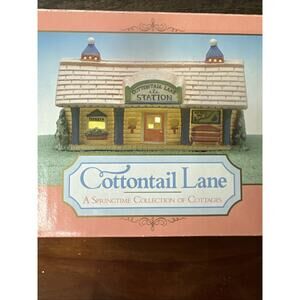 COTTONTAIL LANE
STATION
Cottontail Lane
A Springtime Collection of Cottages